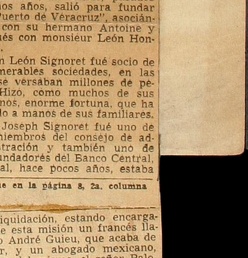 os años, salió para fundar
Puerto de Veracruz", asocián-
con su hermano Antoine y
ués con monsieur León Hon-
n León Signoret fué socio de
merables sociedades, en las
se versaban millones de pe-
Hizo, como muchos de sus
nos, enorme fortuna, que ha
do a manos de sus familiares.
Joseph Signoret fué uno de
miembros del consejo de ad-
stración y también uno de
undadores del Banco Central,
al, hace pocos años, estaba
ue en la página 8, 2a. columna
iquidación, estando encarga-
e esta misión un francés lla-
o André Guieu, que acaba de
r, y un abogado mexicano,